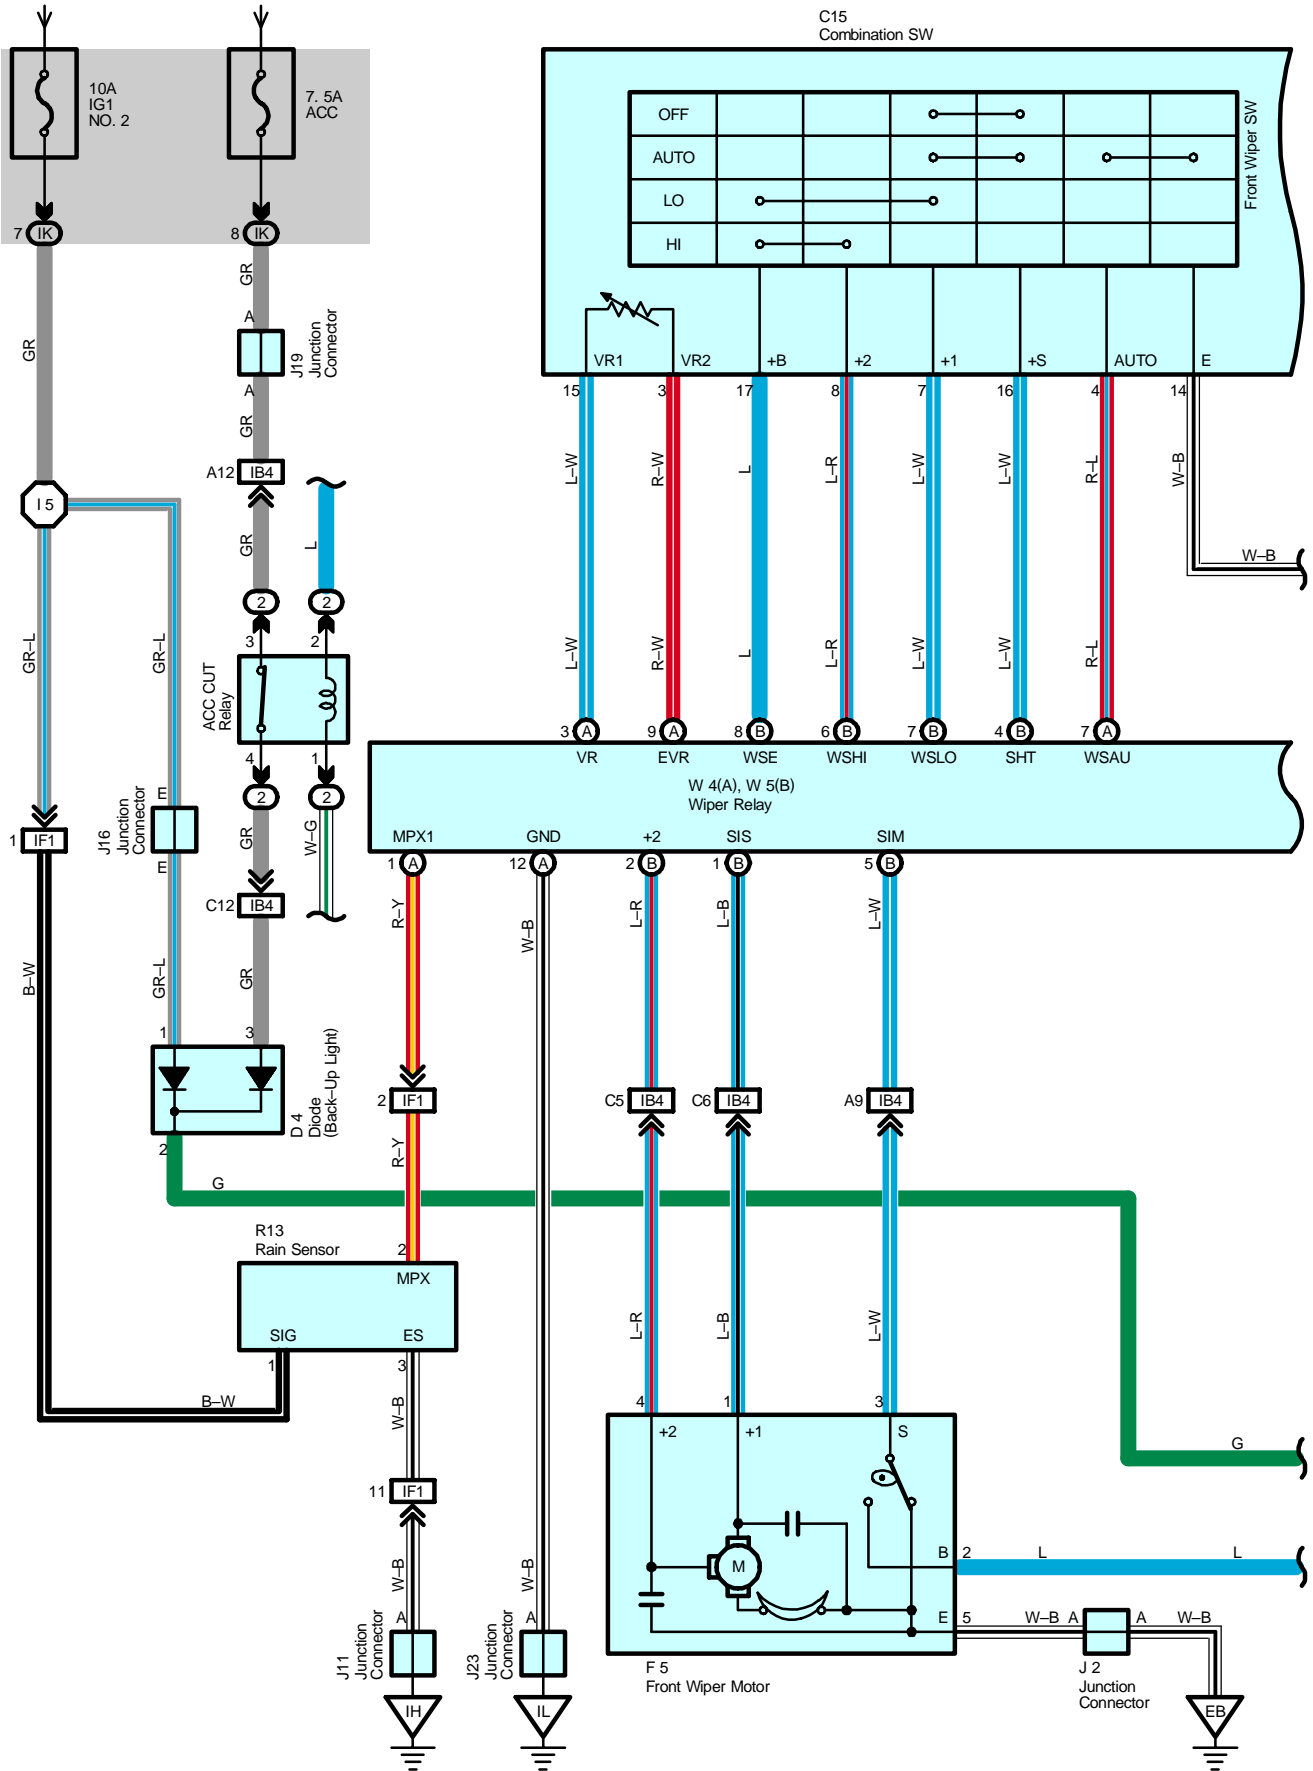 C15
Combination SW
10A
IG1
NO. 2
7. 5A
ACC
OFF
AUTO
LO
HI
Front Wiper SW
7 IK
8 IK
GR
GR
A
J19
Junction
Connector
A
GR
VR1
VR2
+B
+2
+1
+S
AUTO
E
15
3
17
8
7
16
4
14
A12 IB4
L–W
R–W
L
L–R
L–W
L–W
R–L
W–B
I 5
GR
L
W–B
2
2
3
2
GR–L
GR–L
L–W
R–W
L
L–R
L–W
L–W
R–L
ACC CUT
Relay
4
1
3 A
9 A
8 B
6 B
7 B
4 B
7 A
VR
EVR
WSE
WSHI
WSLO
SHT
WSAU
W 4(A), W 5(B)
Wiper Relay
2
2
E
J16
Junction
Connector
E
1 IF1
GR
W–G
MPX1
GND
+2
SIS
SIM
1 A
12 A
2 B
1 B
5 B
C12 IB4
R–Y
W–B
L–R
L–B
L–W
B–W
GR–L
GR
1
3
D 4
Diode
(Back–Up Light)
2
2 IF1
C5 IB4
C6 IB4
A9 IB4
R–Y
G
R13
Rain Sensor
2
MPX
SIG
ES
1
3
L–R
L–B
L–W
B–W
W–B
4
1
3
+2
+1
S
G
11 IF1
M
B 2
L
L
W–B
W–B
A
J11
Junction
Connector
A
J23
Junction
Connector
E 5
W–B A
A
W–B
F 5
Front Wiper Motor
J 2
Junction
Connector
IH
IL
EB